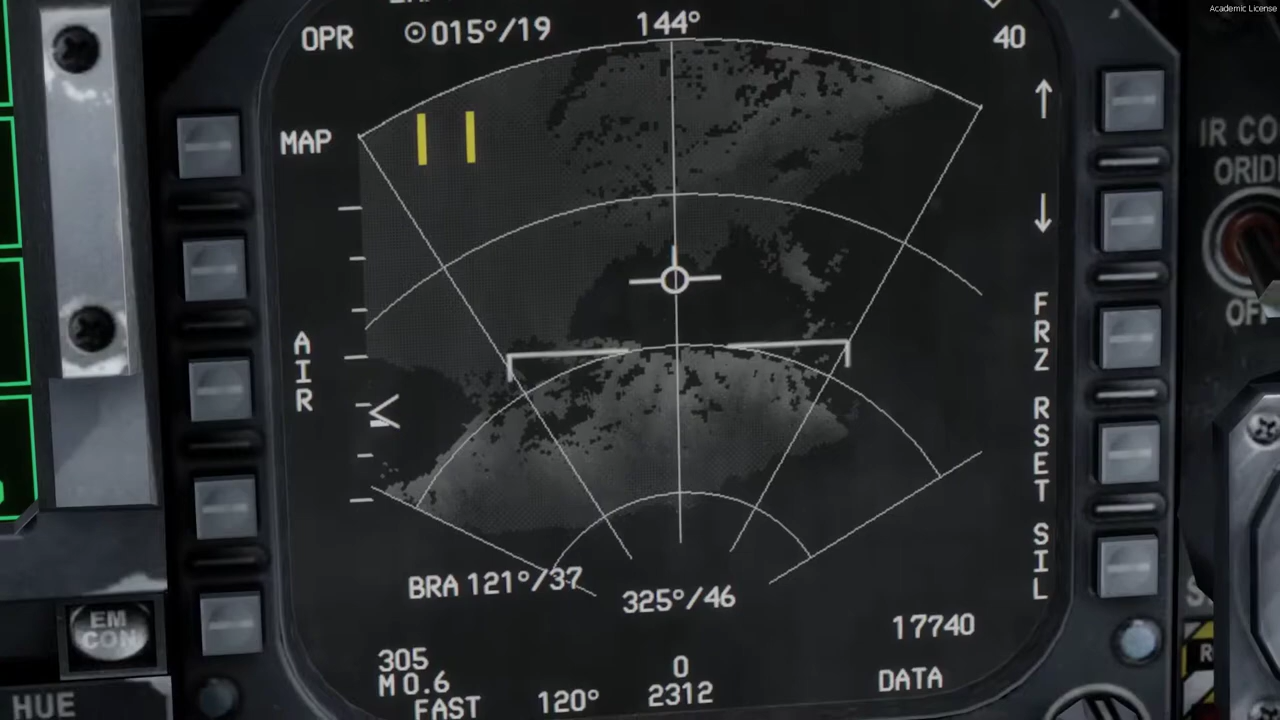 Academic License
OPR
015°/19
144°
40
MAP
IR CO
ORIDE
OFF
AIR
FRZ
RSET
SIL
BRA 121°/37
325°/46
17740
305
M 0.6
FAST
120°
0
2312
DATA
EM
CON
HUE